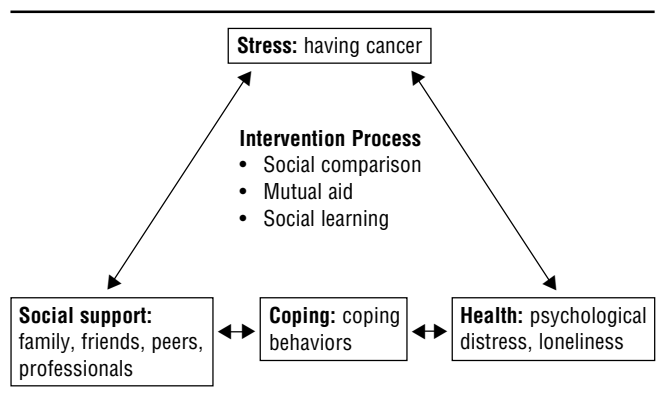 Stress: having cancer
Intervention Process
• Social comparison
• Mutual aid
• Social learning
Social support:
family, friends, peers,
professionals
Coping: coping
behaviors
Health: psychological
distress, loneliness